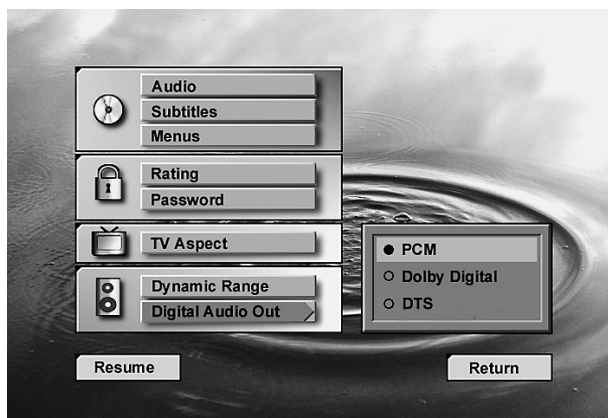 Audio
Subtitles
Menus
Rating
Password
TV Aspect
Dynamic Range
Digital Audio Out
PCM
Dolby Digital
DTS
Resume
Return